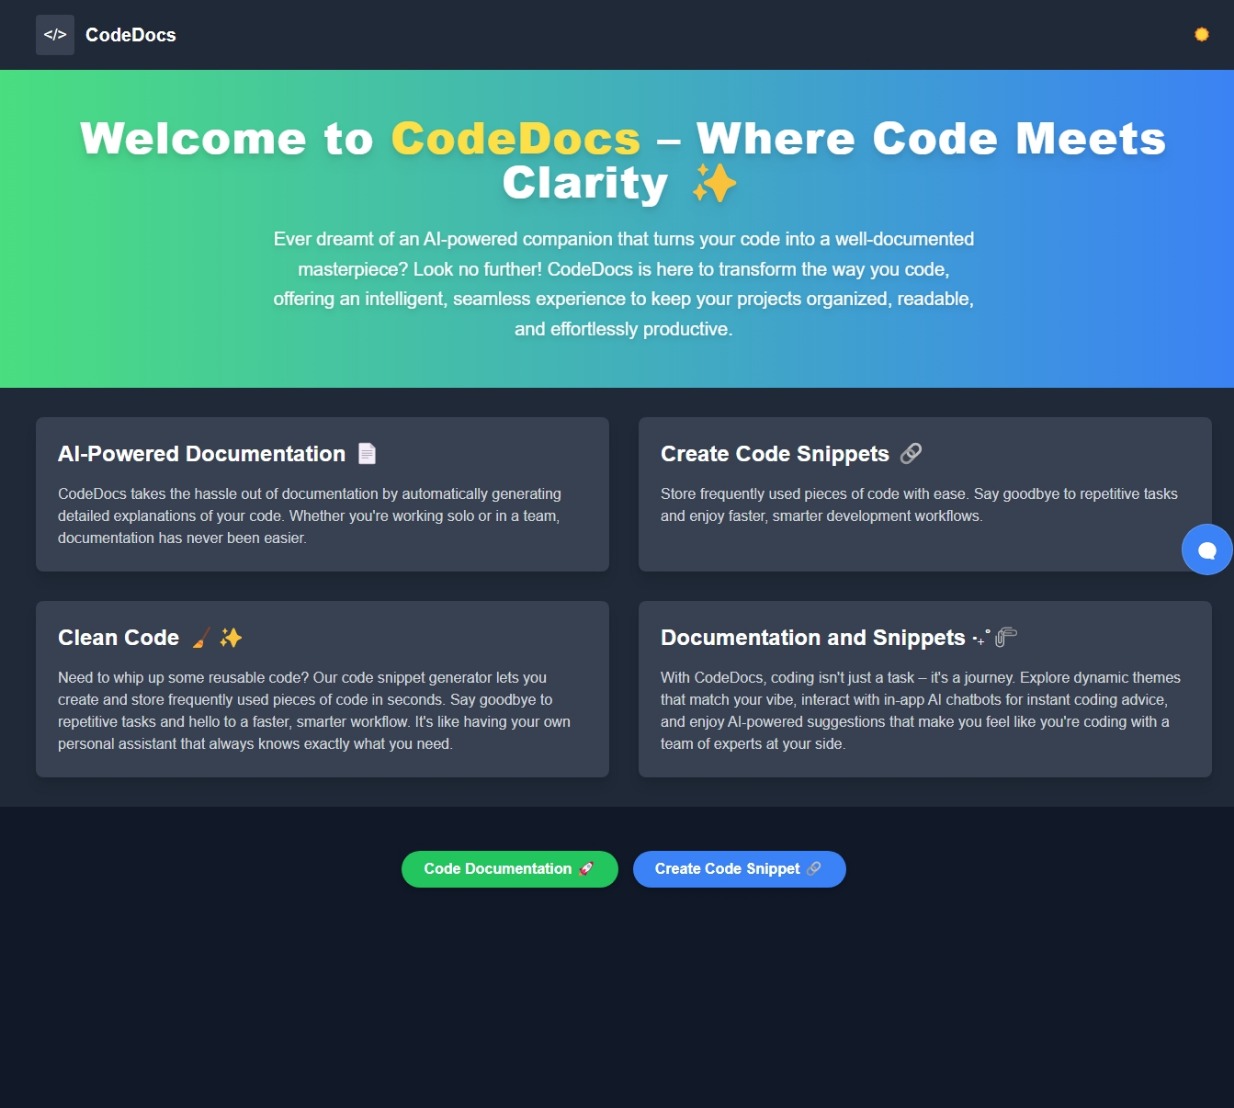 </> CodeDocs
Welcome to CodeDocs – Where Code Meets
Clarity ✨
Ever dreamt of an AI-powered companion that turns your code into a well-documented
masterpiece? Look no further! CodeDocs is here to transform the way you code,
offering an intelligent, seamless experience to keep your projects organized, readable,
and effortlessly productive.
AI-Powered Documentation 📄
CodeDocs takes the hassle out of documentation by automatically generating
detailed explanations of your code. Whether you're working solo or in a team,
documentation has never been easier.
Create Code Snippets 🔗
Store frequently used pieces of code with ease. Say goodbye to repetitive tasks
and enjoy faster, smarter development workflows.
Clean Code 🧹 ✨
Need to whip up some reusable code? Our code snippet generator lets you
create and store frequently used pieces of code in seconds. Say goodbye to
repetitive tasks and hello to a faster, smarter workflow. It's like having your own
personal assistant that always knows exactly what you need.
Documentation and Snippets ‧₊˚🖇️
With CodeDocs, coding isn't just a task – it's a journey. Explore dynamic themes
that match your vibe, interact with in-app AI chatbots for instant coding advice,
and enjoy AI-powered suggestions that make you feel like you're coding with a
team of experts at your side.
Code Documentation 🚀
Create Code Snippet 🔗